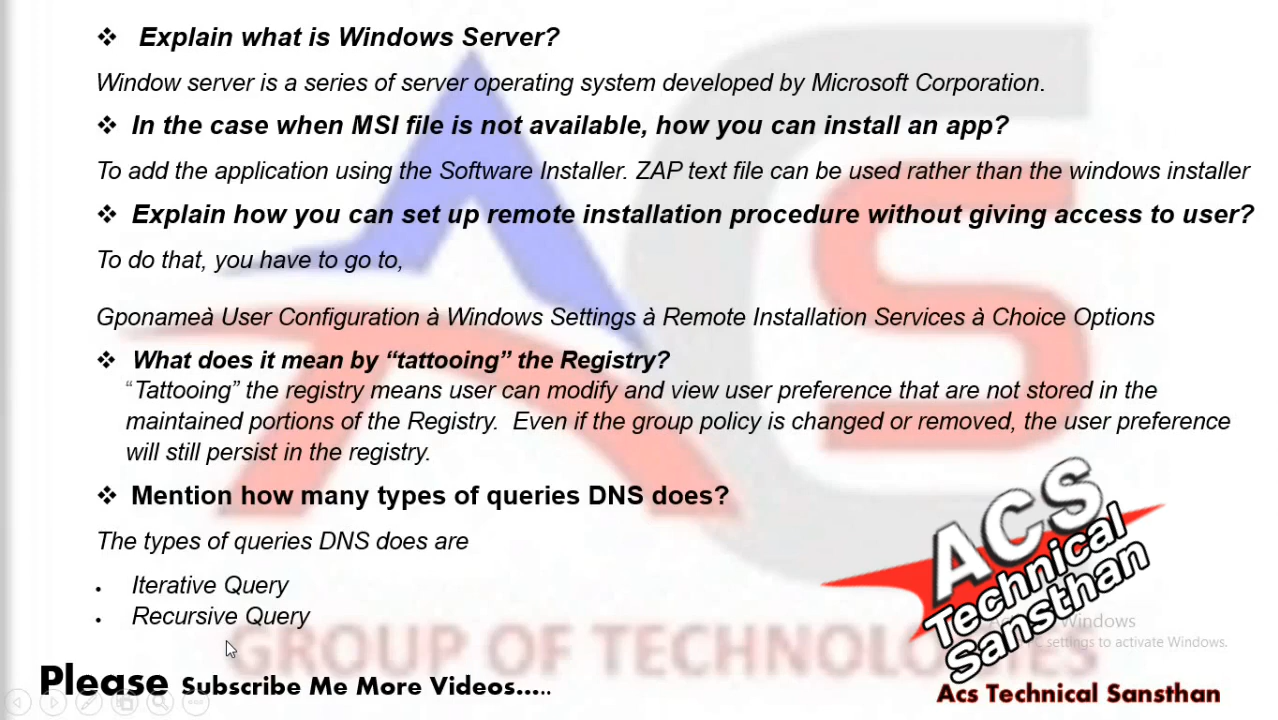 ❖ Explain what is Windows Server?
Window server is a series of server operating system developed by Microsoft Corporation.
❖ In the case when MSI file is not available, how you can install an app?
To add the application using the Software Installer. ZAP text file can be used rather than the windows installer
❖ Explain how you can set up remote installation procedure without giving access to user?
To do that, you have to go to,
Gponameà User Configuration à Windows Settings à Remote Installation Services à Choice Options
❖ What does it mean by “tattooing” the Registry?
“Tattooing” the registry means user can modify and view user preference that are not stored in the
maintained portions of the Registry. Even if the group policy is changed or removed, the user preference
will still persist in the registry.
❖ Mention how many types of queries DNS does?
The types of queries DNS does are
• Iterative Query
• Recursive Query
ACS
GROUP OF TECHNOLOGIES
ACS
Technical
Sansthan
Windows
PC settings to activate Windows.
Please Subscribe Me More Videos.....
Acs Technical Sansthan